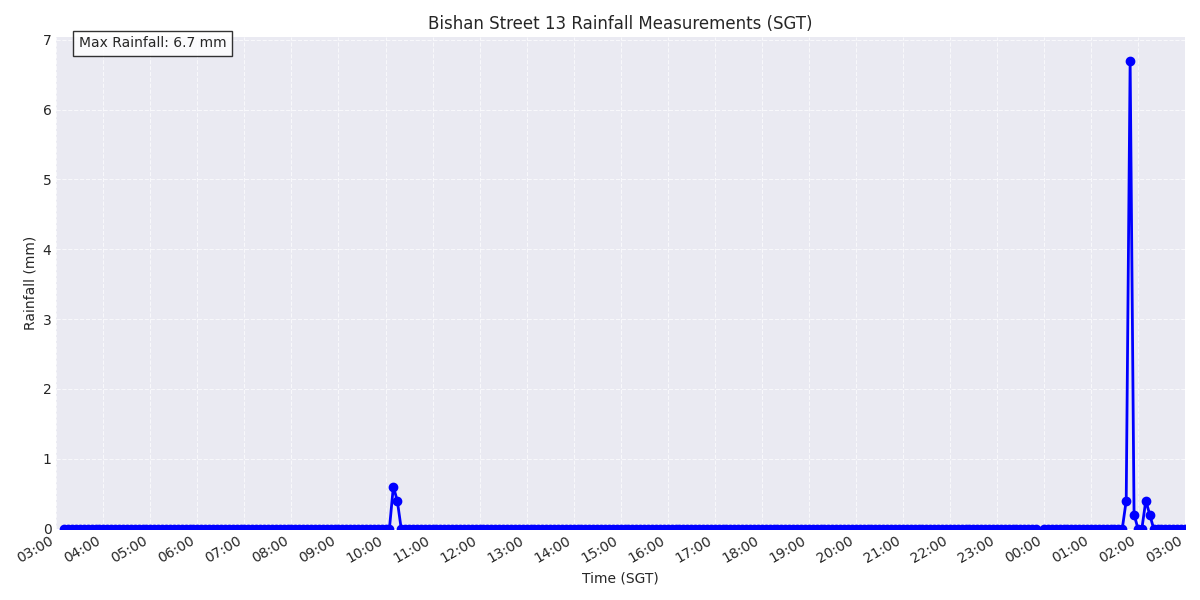 Bishan Street 13 Rainfall Measurements (SGT)
Max Rainfall: 6.7 mm
7
6
5
4
3
2
1
0
Rainfall (mm)
03:00 04:00 05:00 06:00 07:00 08:00 09:00 10:00 11:00 12:00 13:00 14:00 15:00 16:00 17:00 18:00 19:00 20:00 21:00 22:00 23:00 00:00 01:00 02:00 03:00
Time (SGT)